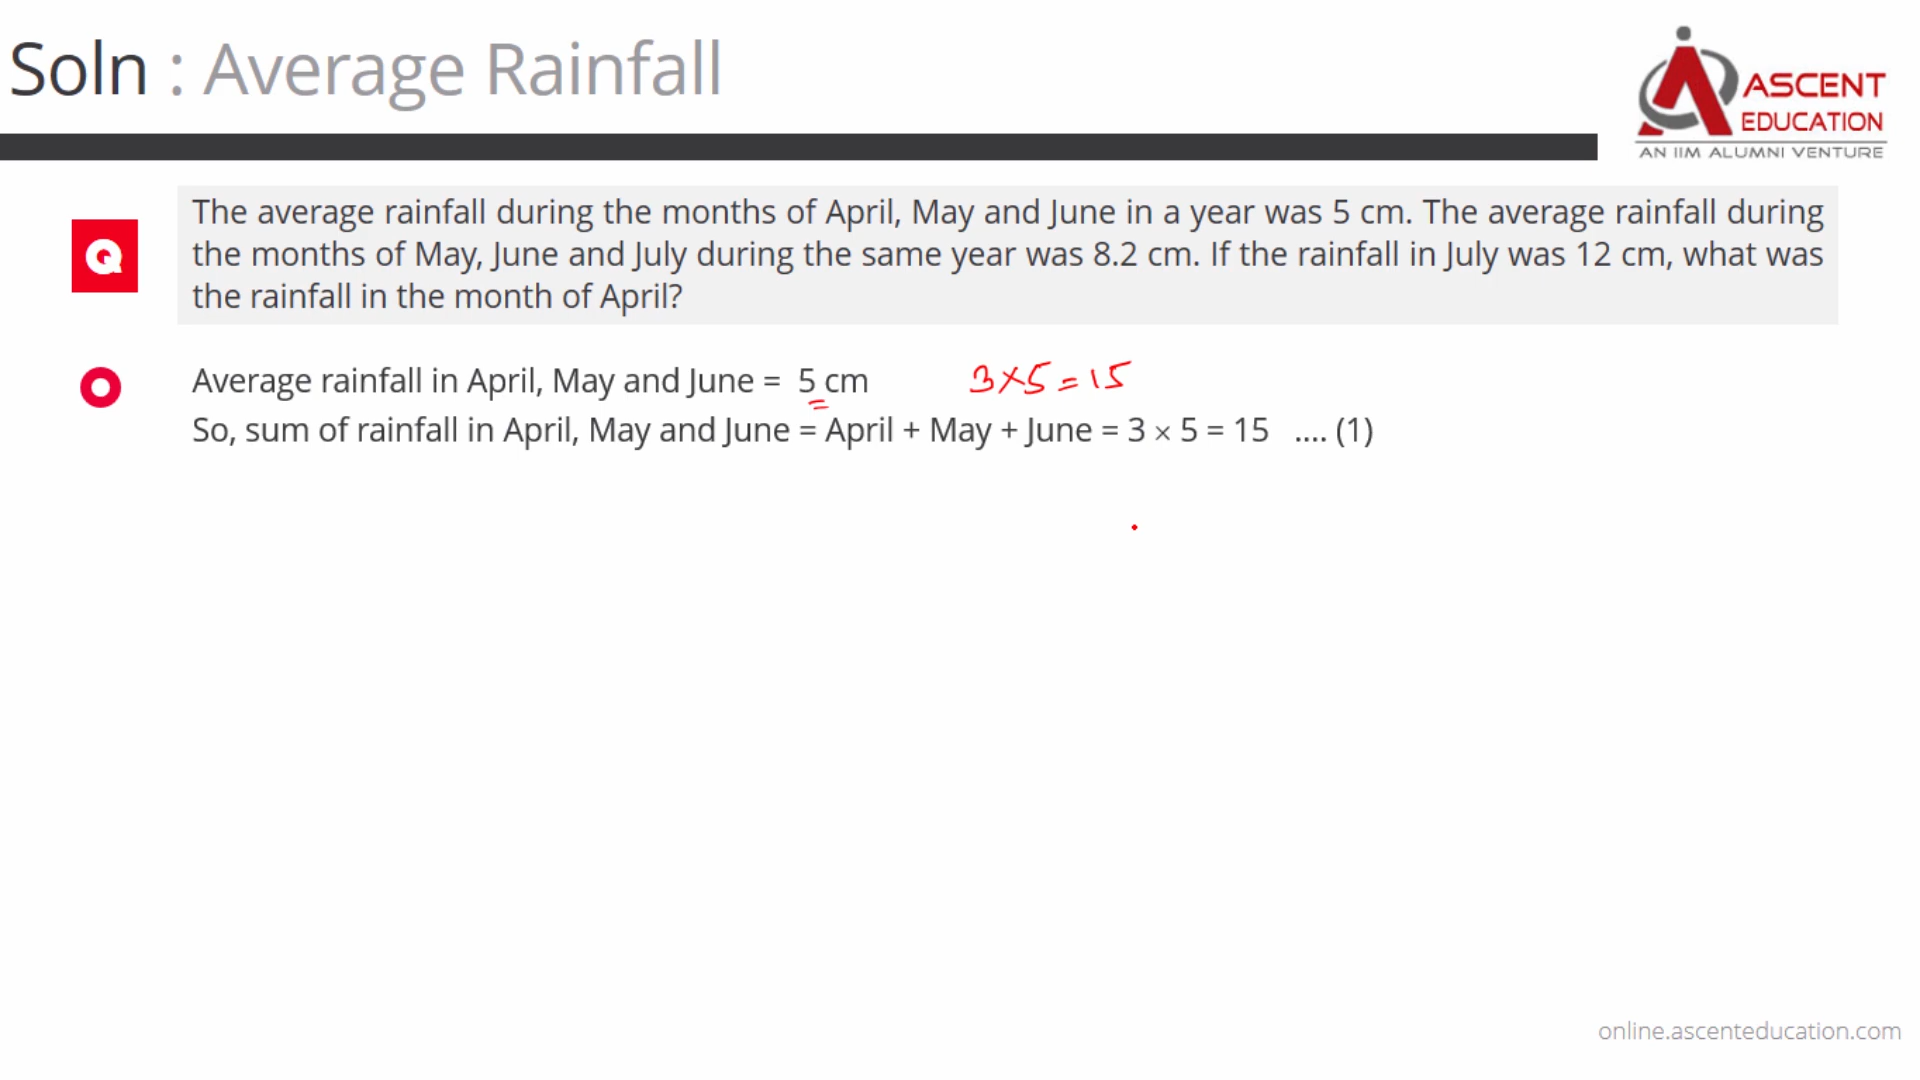 Soln : Average Rainfall
ASCENT
EDUCATION
AN IIM ALUMNI VENTURE
Q
The average rainfall during the months of April, May and June in a year was 5 cm. The average rainfall during
the months of May, June and July during the same year was 8.2 cm. If the rainfall in July was 12 cm, what was
the rainfall in the month of April?
Average rainfall in April, May and June = 5 cm 3×5=15
So, sum of rainfall in April, May and June = April + May + June = 3 × 5 = 15 .... (1)
online.ascenteducation.com